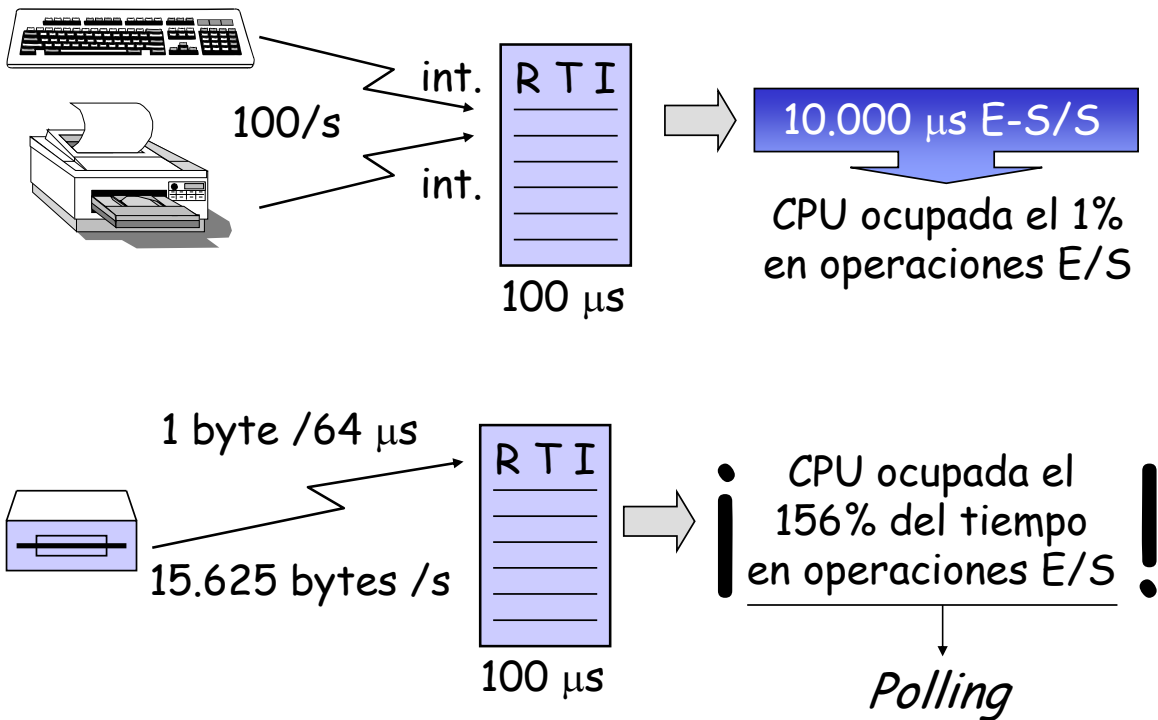 int.
R T I
100/s
int.
100 μs
10.000 μs E-S/S
CPU ocupada el 1%
en operaciones E/S
1 byte /64 μs
15.625 bytes /s
R T I
100 μs
¡ CPU ocupada el
156% del tiempo
en operaciones E/S !
Polling